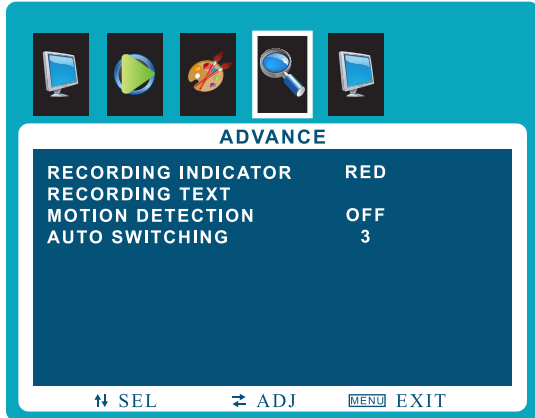 ADVANCE
RECORDING INDICATOR RED
RECORDING TEXT
MOTION DETECTION OFF
AUTO SWITCHING 3
SEL ADJ MENU EXIT